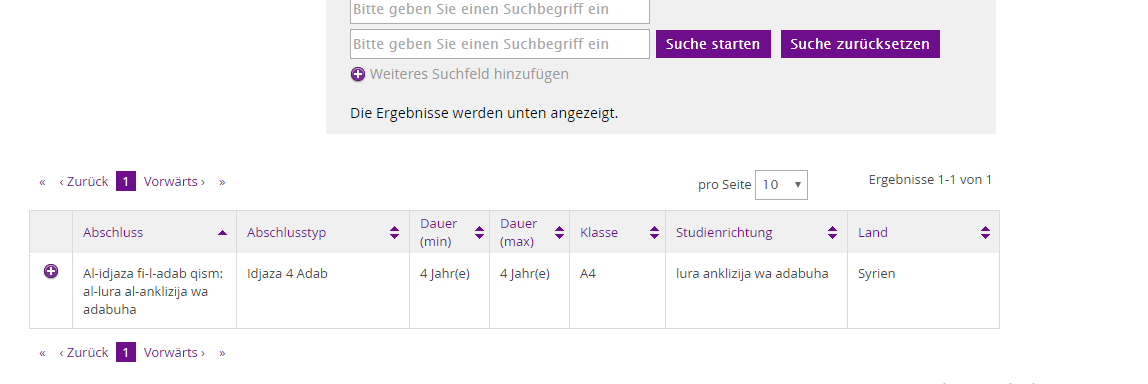 Bitte geben Sie einen Suchbegriff ein
Bitte geben Sie einen Suchbegriff ein Suche starten Suche zurücksetzen
Weiteres Suchfeld hinzufügen
Die Ergebnisse werden unten angezeigt.
« ‹ Zurück 1 Vorwärts › » pro Seite 10 Ergebnisse 1-1 von 1
Abschluss Abschlusstyp Dauer (min) Dauer (max) Klasse Studienrichtung Land
Al-idjaza fi-l-adab qism: Idjaza 4 Adab 4 Jahr(e) 4 Jahr(e) A4 lura anklizija wa adabuha Syrien
al-lura al-anklizija wa
adabuha
« ‹ Zurück 1 Vorwärts › »